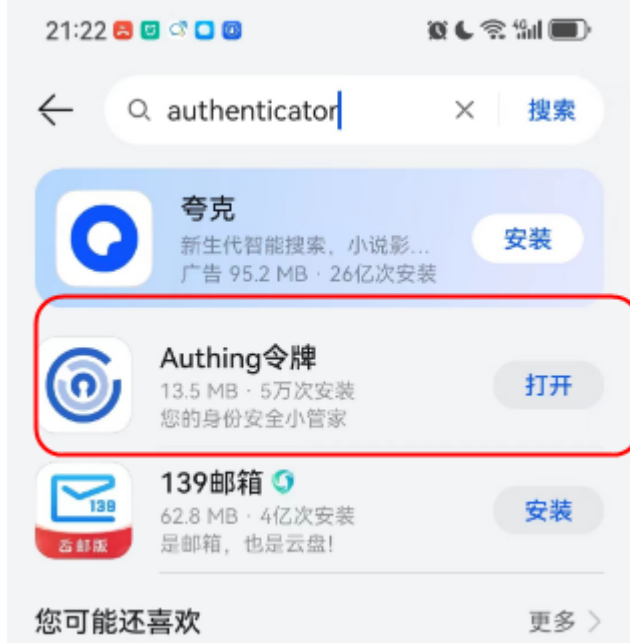 21:22
authenticator
搜索
夸克
新生代智能搜索，小说影...
广告 95.2 MB · 26亿次安装
安装
Authing令牌
13.5 MB · 5万次安装
您的身份安全小管家
打开
139邮箱
62.8 MB · 4亿次安装
是邮箱，也是云盘!
安装
139
您可能还喜欢
更多